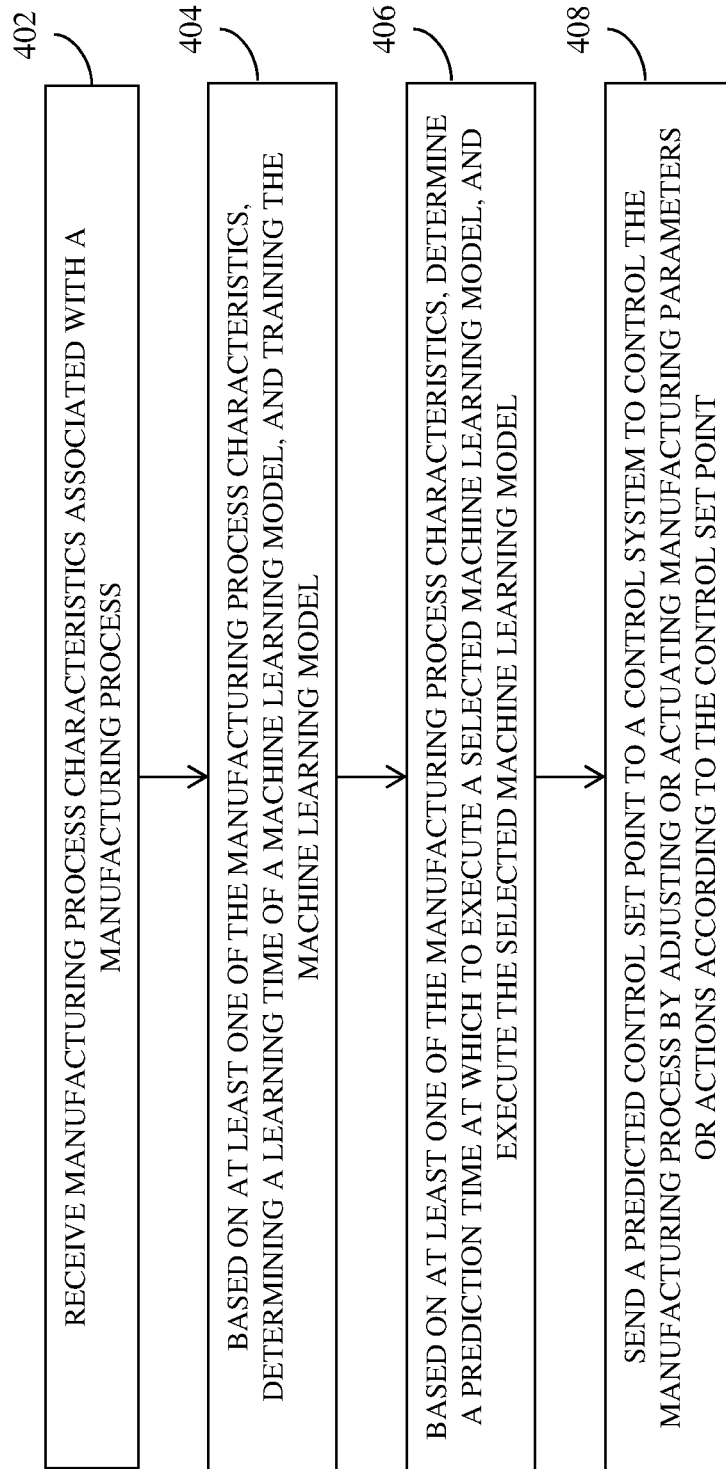 402
RECEIVE MANUFACTURING PROCESS CHARACTERISTICS ASSOCIATED WITH A
MANUFACTURING PROCESS
404
BASED ON AT LEAST ONE OF THE MANUFACTURING PROCESS CHARACTERISTICS,
DETERMINING A LEARNING TIME OF A MACHINE LEARNING MODEL, AND TRAINING THE
MACHINE LEARNING MODEL
406
BASED ON AT LEAST ONE OF THE MANUFACTURING PROCESS CHARACTERISTICS, DETERMINE
A PREDICTION TIME AT WHICH TO EXECUTE A SELECTED MACHINE LEARNING MODEL, AND
EXECUTE THE SELECTED MACHINE LEARNING MODEL
408
SEND A PREDICTED CONTROL SET POINT TO A CONTROL SYSTEM TO CONTROL THE
MANUFACTURING PROCESS BY ADJUSTING OR ACTUATING MANUFACTURING PARAMETERS
OR ACTIONS ACCORDING TO THE CONTROL SET POINT